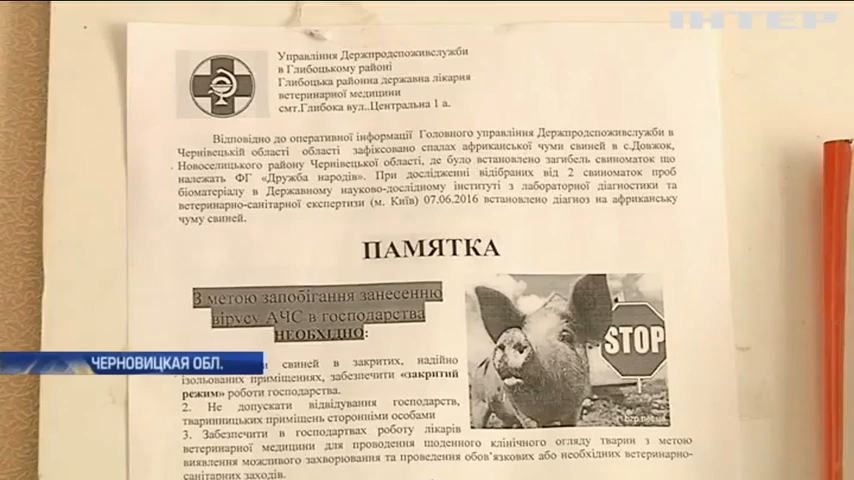 ІНТЕР
Управління Держпродспоживслужби
в Глибоцькому районі
Глибоцька районна державна лікарня
ветеринарної медицини
смт.Глибока вул..Центральна 1 а.
Відповідно до оперативної інформації Головного управління Держпродспоживслужби в
Чернівецькій області області зафіксовано спалах африканської чуми свиней в с.Довжок,
Новоселицького району Чернівецької області, де було встановлено загибель свиноматок що
належать ФГ «Дружба народів». При дослідженні відібраних від 2 свиноматок проб
біоматеріалу в Державному науково-дослідному інституті з лабораторної діагностики та
ветеринарно-санітарної експертизи (м. Київ) 07.06.2016 встановлено діагноз на африканську
чуму свиней.
ПАМЯТКА
З метою запобігання занесенню
вірусу АЧС в господарства
НЕОБХІДНО:
STOP
ЧЕРНОВИЦКАЯ ОБЛ.
свиней в закритих, надійно
ізольованих приміщеннях, забезпечити «закритий
режим» роботи господарства.
2. Не допускати відвідування господарств,
тваринницьких приміщень сторонніми особами
3. Забезпечити в господартвах роботу лікарів
ветеринарної медицини для проведення щоденного клінічного огляду тварин з метою
виявлення можливого захворювання та проведення обов’язкових або необхідних ветеринарно-
санітарних заходів.